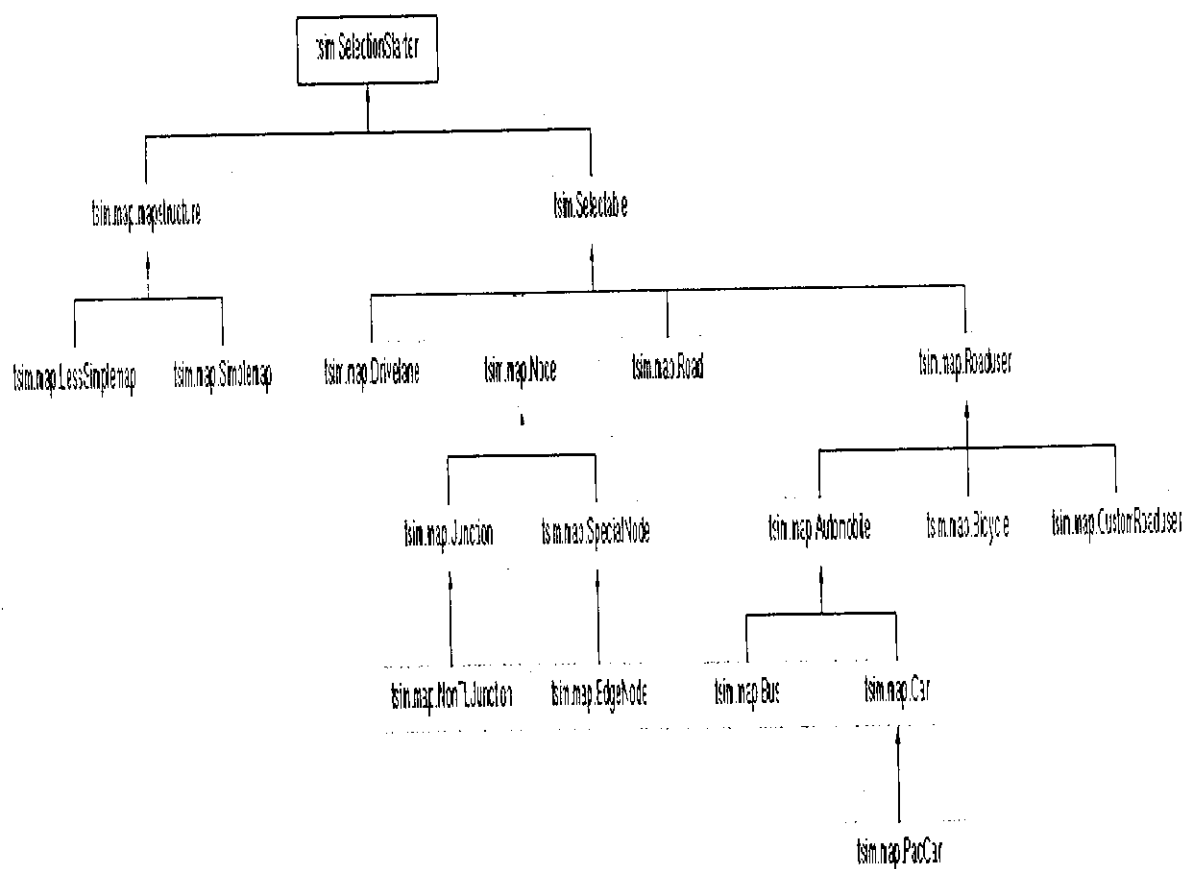 tsim.SelectionStarter
tsim.map.mapstructure
tsim.Selectable
tsim.map.LessSimplemap
tsim.map.Simplemap
tsim.map.Drivelane
tsim.map.Node
tsim.map.Road
tsim.map.Roaduser
tsim.map.Junction
tsim.map.SpecialNode
tsim.map.Automobile
tsim.map.Bicycle
tsim.map.CustomRoaduser
tsim.map.NonTLJunction
tsim.map.EdgeNode
tsim.map.Bus
tsim.map.Car
tsim.map.PacCar